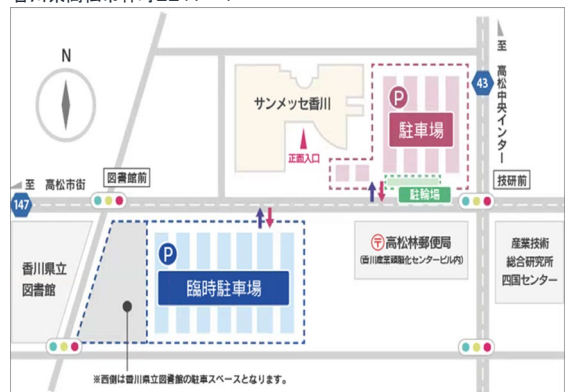 N
サンメッセ香川
正面入口
P
駐車場
43
至 高松中央インター
至 高松市街
図書館前
技研前
147
駐輪場
香川県立
図書館
P
臨時駐車場
〒高松林郵便局
(香川産業頭脳化センタービル内)
産業技術
総合研究所
四国センター
※西側は香川県立図書館の駐車スペースとなります。